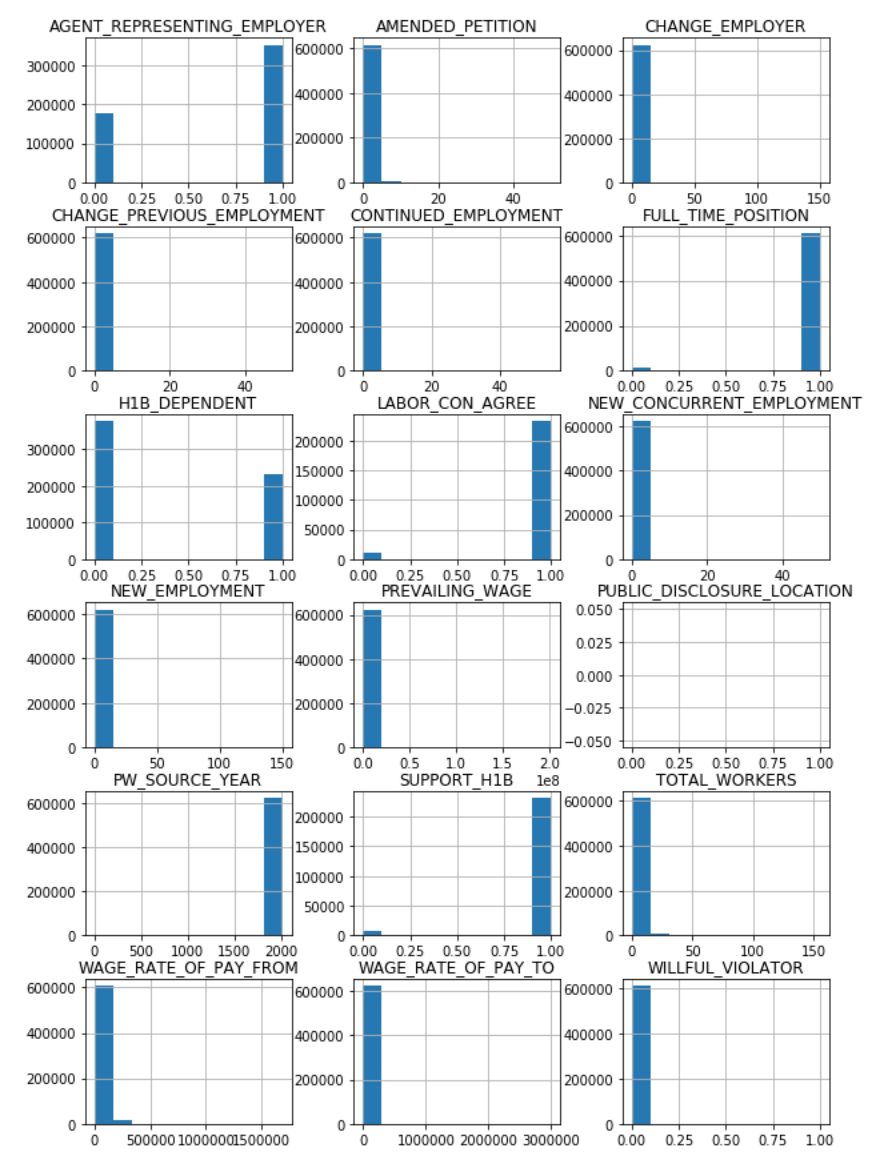 AGENT_REPRESENTING_EMPLOYER
300000
200000
100000
0
0.00 0.25 0.50 0.75 1.00
AMENDED_PETITION
600000
400000
200000
0
0 20 40
CHANGE_EMPLOYER
600000
400000
200000
0
0 50 100 150
CHANGE_PREVIOUS_EMPLOYMENT
600000
400000
200000
0
0 20 40
CONTINUED_EMPLOYMENT
600000
400000
200000
0
0 20 40
FULL_TIME_POSITION
600000
400000
200000
0
0.00 0.25 0.50 0.75 1.00
H1B_DEPENDENT
300000
200000
100000
0
0.00 0.25 0.50 0.75 1.00
LABOR_CON_AGREE
200000
150000
100000
50000
0
0.00 0.25 0.50 0.75 1.00
NEW_CONCURRENT_EMPLOYMENT
600000
400000
200000
0
0 20 40
NEW_EMPLOYMENT
600000
400000
200000
0
0 50 100 150
PREVAILING_WAGE
600000
400000
200000
0
0.0 0.5 1.0 1.5 2.0
1e8
PUBLIC_DISCLOSURE_LOCATION
0.050
0.025
0.000
−0.025
−0.050
0.00 0.25 0.50 0.75 1.00
PW_SOURCE_YEAR
600000
400000
200000
0
0 500 1000 1500 2000
SUPPORT_H1B
200000
150000
100000
50000
0
0.00 0.25 0.50 0.75 1.00
TOTAL_WORKERS
600000
400000
200000
0
0 50 100 150
WAGE_RATE_OF_PAY_FROM
600000
400000
200000
0
0 500000 1000000 1500000
WAGE_RATE_OF_PAY_TO
600000
400000
200000
0
0 1000000 2000000 3000000
WILLFUL_VIOLATOR
600000
400000
200000
0
0.00 0.25 0.50 0.75 1.00